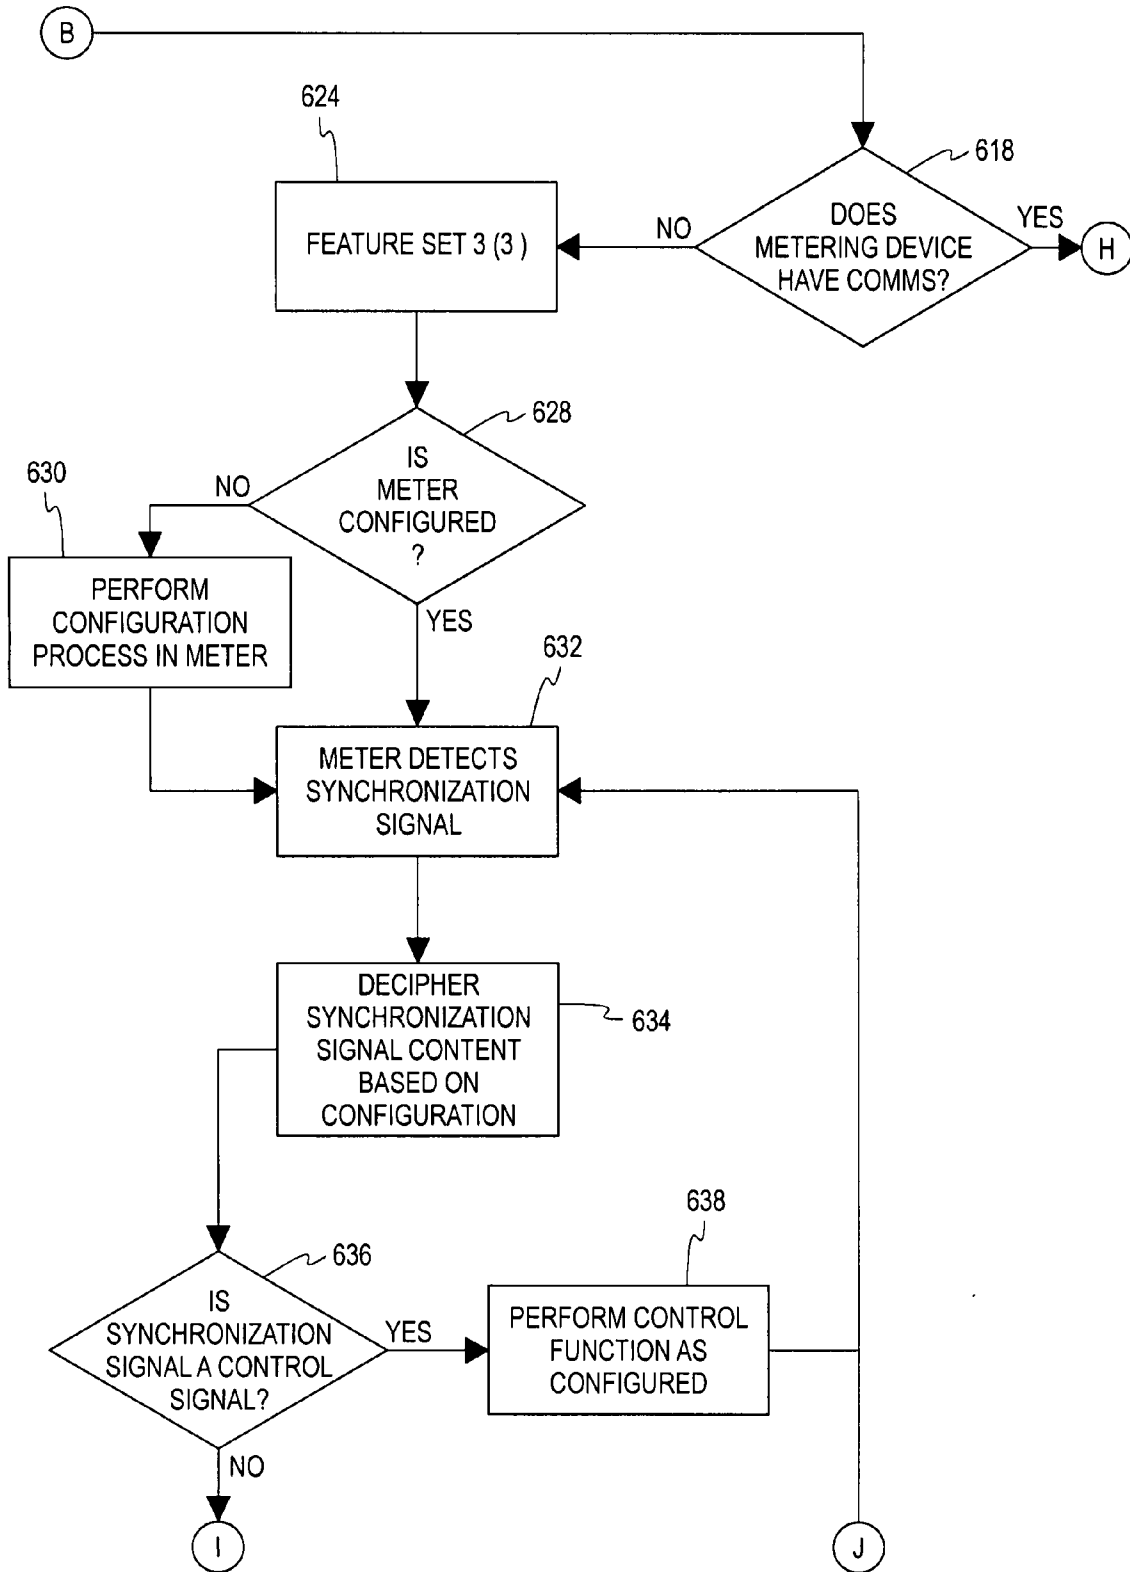 B
624
618
DOES
METERING DEVICE
HAVE COMMS?
NO
YES
H
FEATURE SET 3 (3 )
628
IS
METER
CONFIGURED
?
NO
YES
630
PERFORM
CONFIGURATION
PROCESS IN METER
632
METER DETECTS
SYNCHRONIZATION
SIGNAL
DECIPHER
SYNCHRONIZATION
SIGNAL CONTENT
BASED ON
CONFIGURATION
634
636
IS
SYNCHRONIZATION
SIGNAL A CONTROL
SIGNAL?
YES
638
PERFORM CONTROL
FUNCTION AS
CONFIGURED
NO
I
J